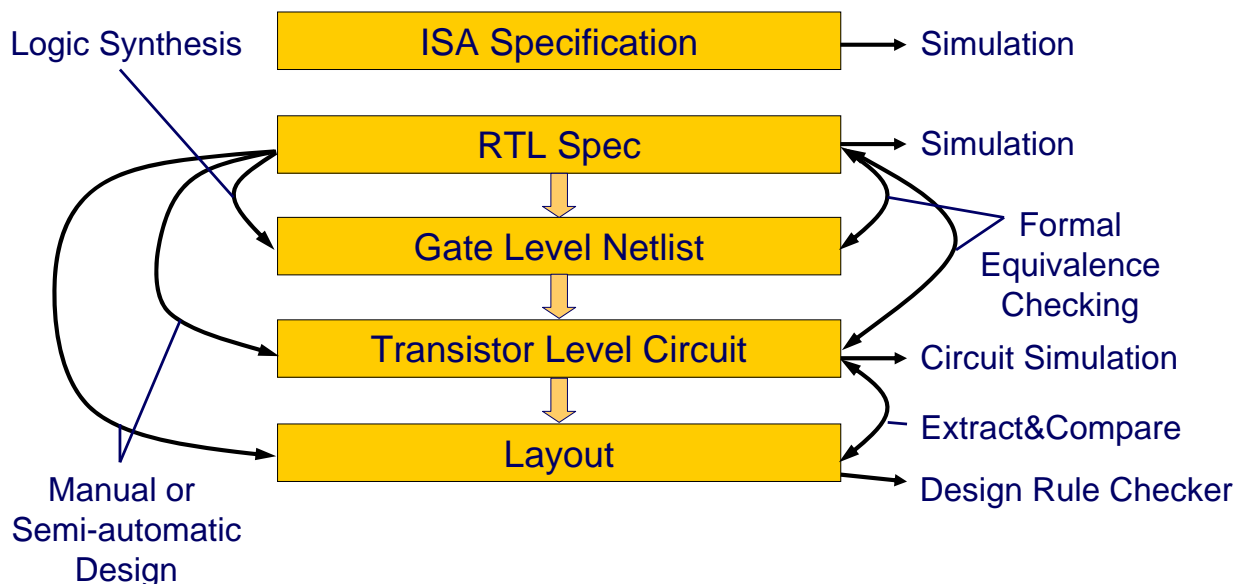 Logic Synthesis
ISA Specification
Simulation
RTL Spec
Simulation
Gate Level Netlist
Formal
Equivalence
Checking
Transistor Level Circuit
Circuit Simulation
Extract&Compare
Layout
Design Rule Checker
Manual or
Semi-automatic
Design